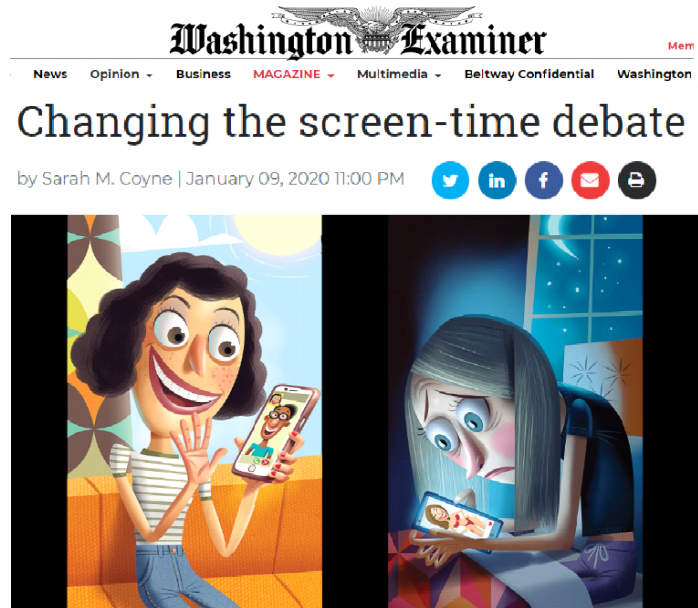 Washington Examiner
Mem
News Opinion Business MAGAZINE Multimedia Beltway Confidential Washington
Changing the screen-time debate
by Sarah M. Coyne | January 09, 2020 11:00 PM
in f